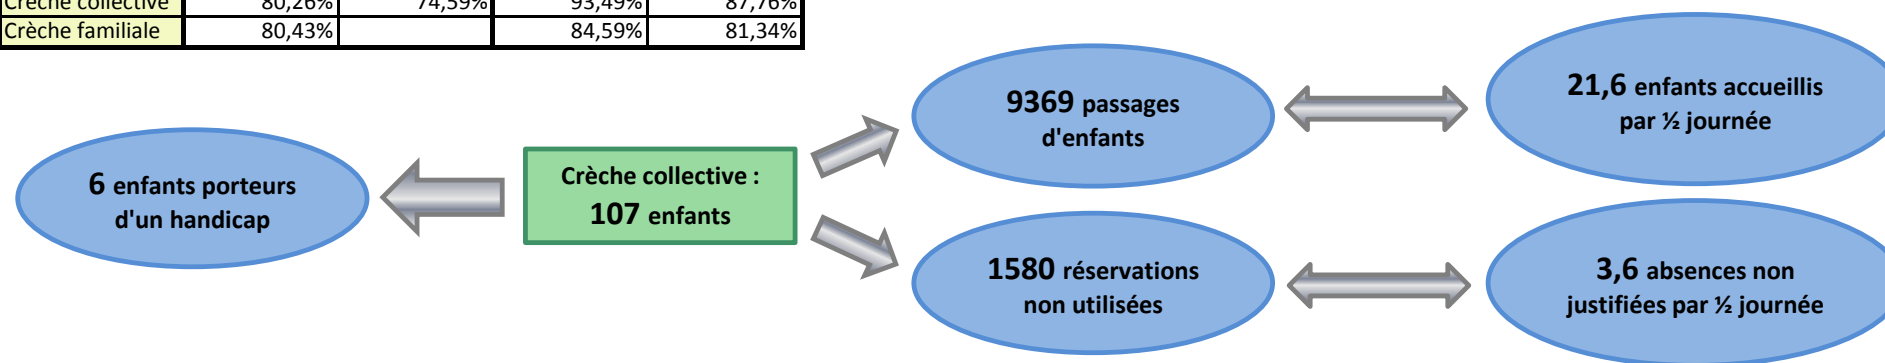 Crèche collective 80,26% 74,59% 93,49% 87,76%
Crèche familiale 80,43% 84,59% 81,34%
6 enfants porteurs
d'un handicap
Crèche collective :
107 enfants
9369 passages
d'enfants
21,6 enfants accueillis
par ½ journée
1580 réservations
non utilisées
3,6 absences non
justifiées par ½ journée